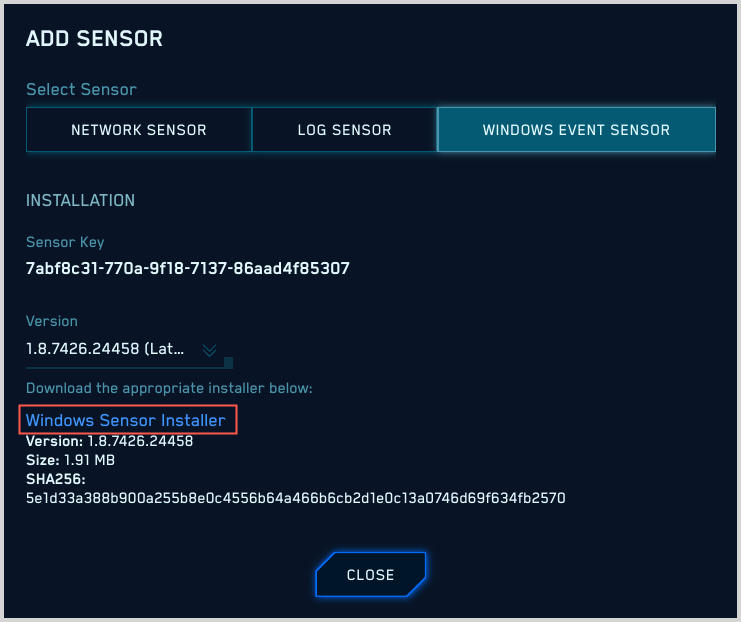 ADD SENSOR
Select Sensor
NETWORK SENSOR LOG SENSOR WINDOWS EVENT SENSOR
INSTALLATION
Sensor Key
7abf8c31-770a-9f18-7137-86aad4f85307
Version
1.8.7426.24458 (Lat...
Download the appropriate installer below:
Windows Sensor Installer
Version: 1.8.7426.24458
Size: 1.91 MB
SHA256:
5e1d33a388b900a255b8e0c4556b64a466b6cb2d1e0c13a0746d69f634fb2570
CLOSE